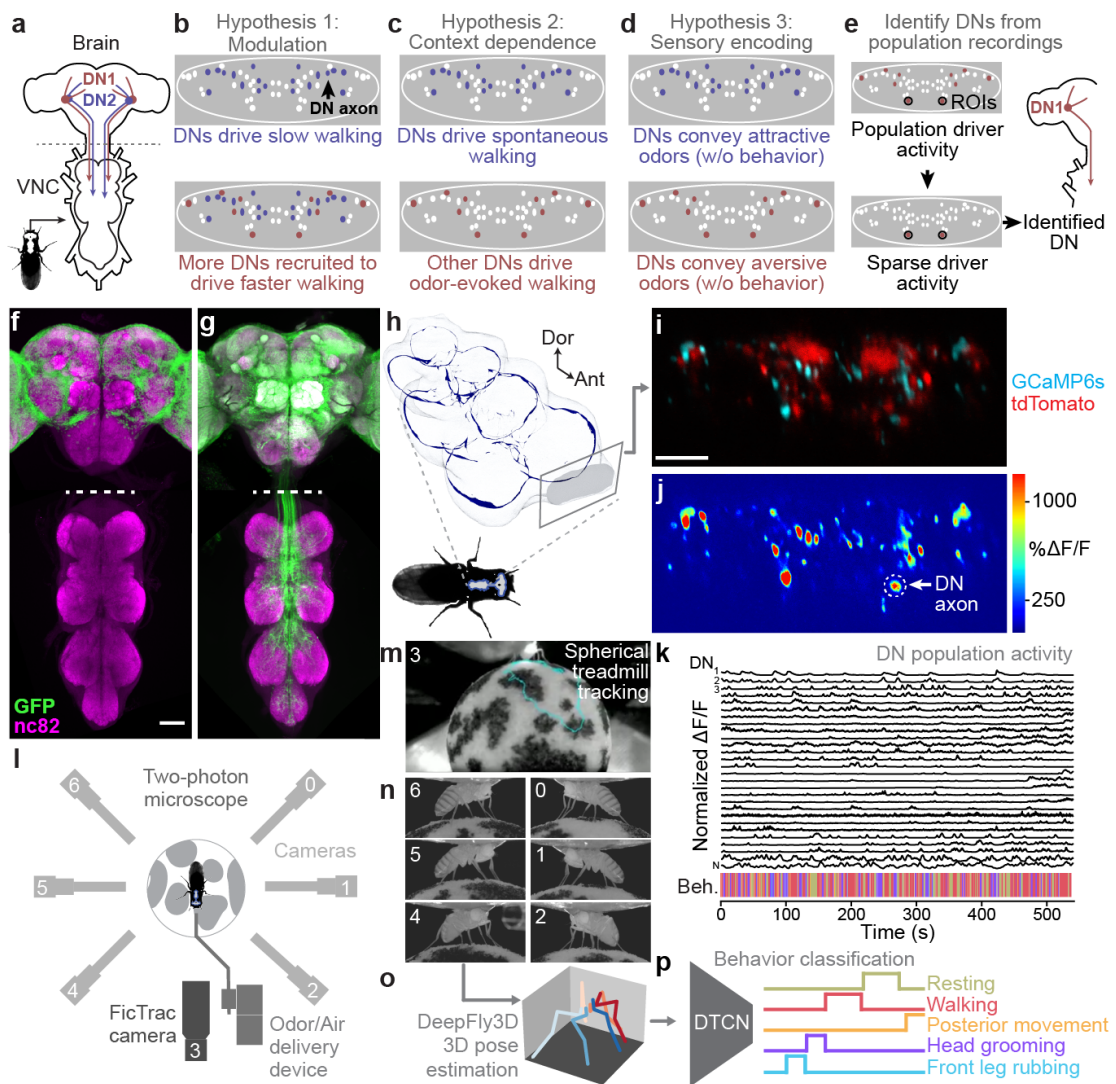 a
Brain
DN1
DN2
VNC
b
Hypothesis 1:
Modulation
DN axon
DNs drive slow walking
More DNs recruited to
drive faster walking
c
Hypothesis 2:
Context dependence
DNs drive spontaneous
walking
Other DNs drive
odor-evoked walking
d
Hypothesis 3:
Sensory encoding
DNs convey attractive
odors (w/o behavior)
DNs convey aversive
odors (w/o behavior)
e
Identify DNs from
population recordings
ROIs
Population driver
activity
DN1
Sparse driver
activity
Identified
DN
f
GFP
nc82
g
h
Dor
Ant
i
GCaMP6s
tdTomato
j
DN
axon
1000
%ΔF/F
250
k
DN population activity
DN1
2
3
N
Normalized ΔF/F
Beh.
0
100
200
300
400
500
Time (s)
l
Two-photon
microscope
Cameras
6
0
5
1
4
2
3
FicTrac
camera
Odor/Air
delivery
device
m
3
Spherical
treadmill
tracking
n
6
0
5
1
4
2
o
DeepFly3D
3D pose
estimation
p
Behavior classification
DTCN
Resting
Walking
Posterior movement
Head grooming
Front leg rubbing